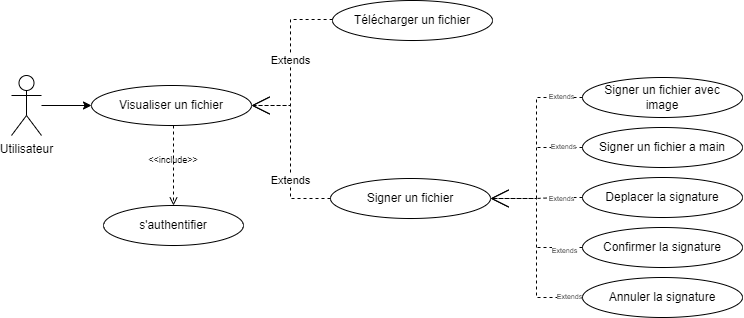 Télécharger un fichier
Extends
Visualiser un fichier
Utilisateur
<<include>>
s'authentifier
Extends
Signer un fichier
Extends
Signer un fichier avec
image
Extends
Signer un fichier a main
Extends
Deplacer la signature
Extends
Confirmer la signature
Extends
Annuler la signature